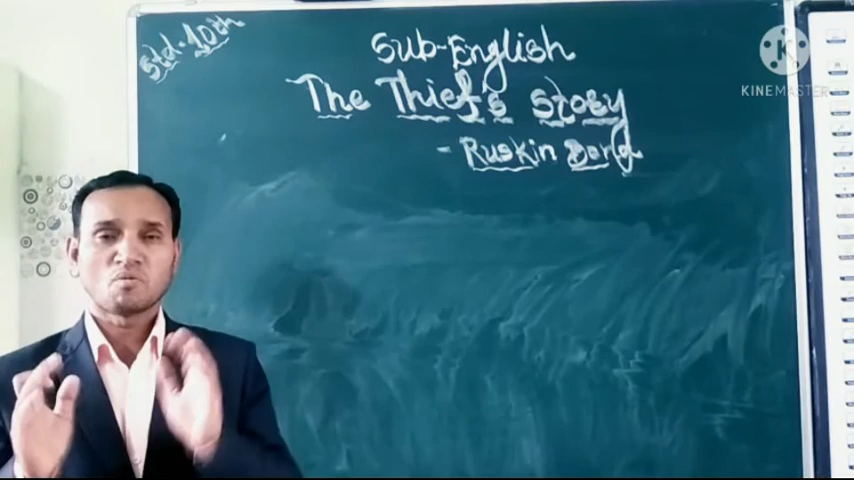 Std-10th
Sub-English
The Thief's Story
- Ruskin Bond
KINEMASTER